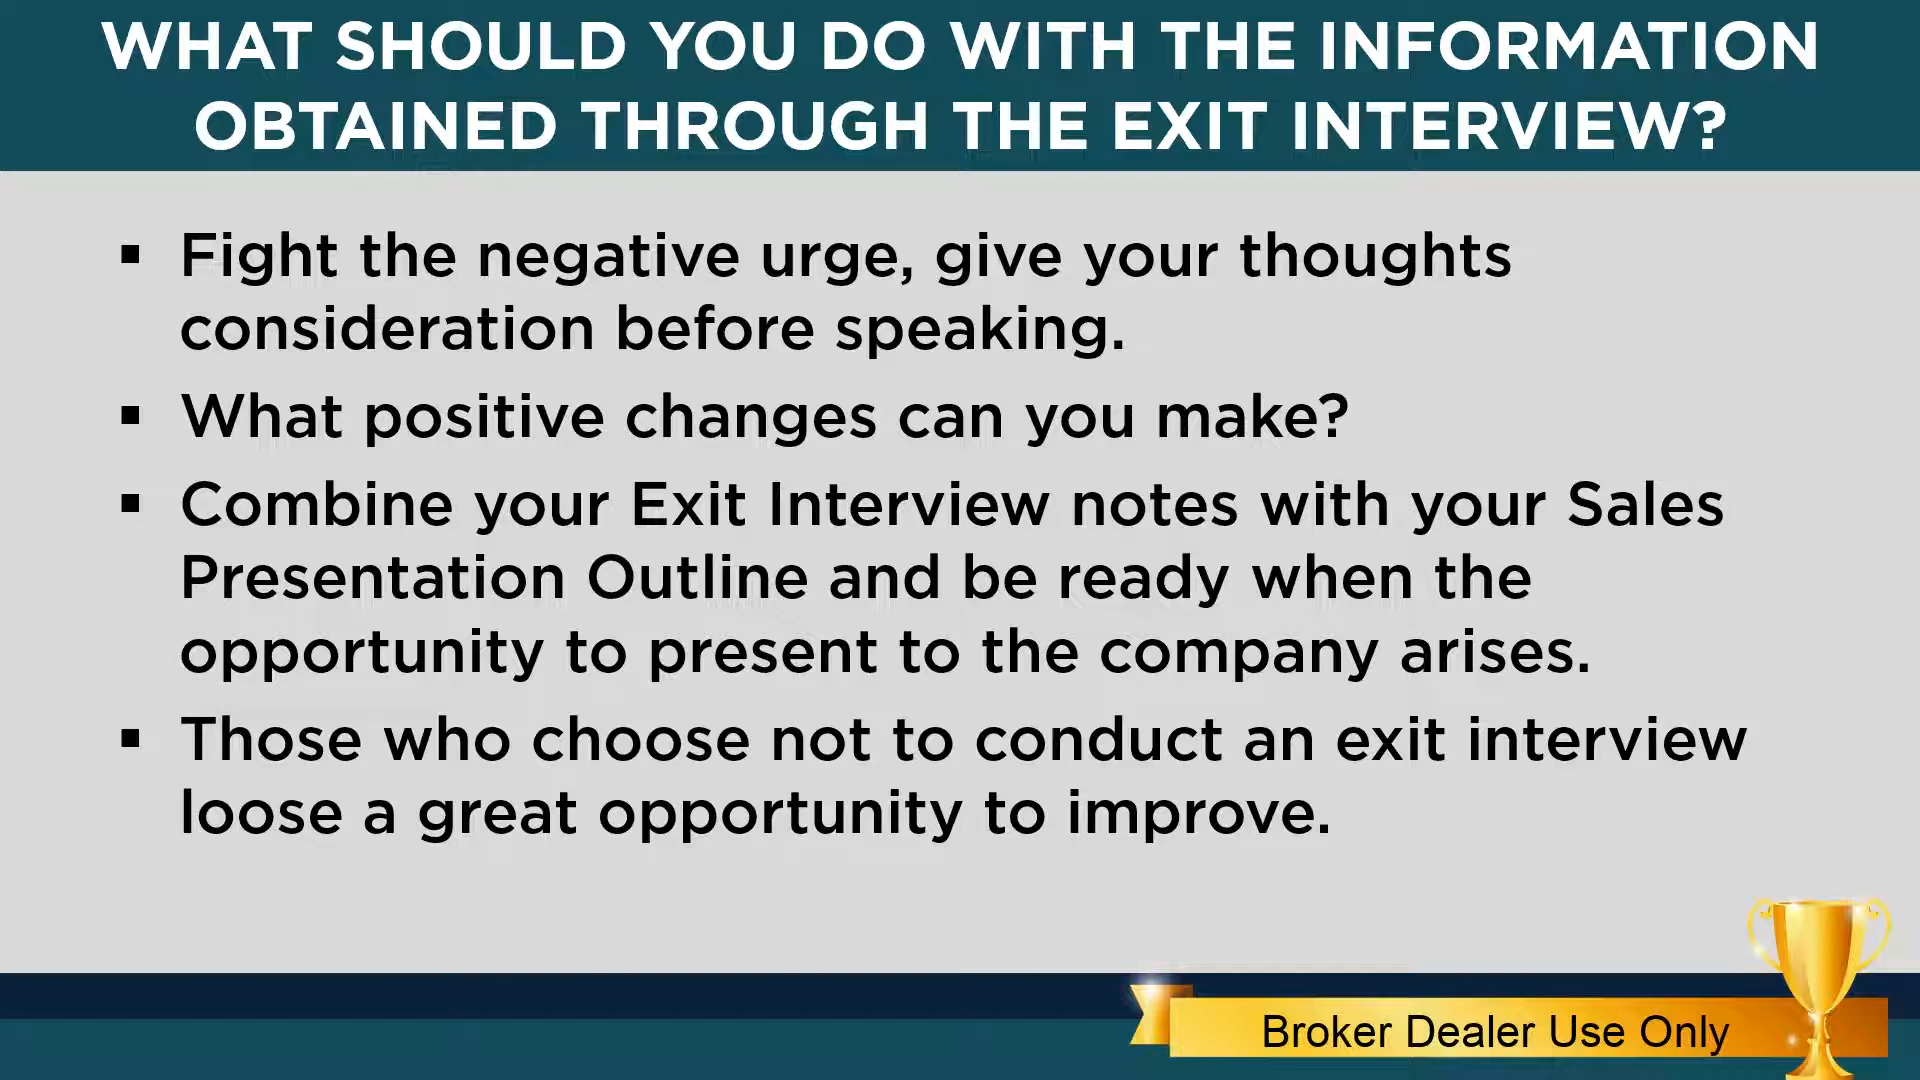 WHAT SHOULD YOU DO WITH THE INFORMATION
OBTAINED THROUGH THE EXIT INTERVIEW?
▪ Fight the negative urge, give your thoughts
consideration before speaking.
▪ What positive changes can you make?
▪ Combine your Exit Interview notes with your Sales
Presentation Outline and be ready when the
opportunity to present to the company arises.
▪ Those who choose not to conduct an exit interview
loose a great opportunity to improve.
Broker Dealer Use Only